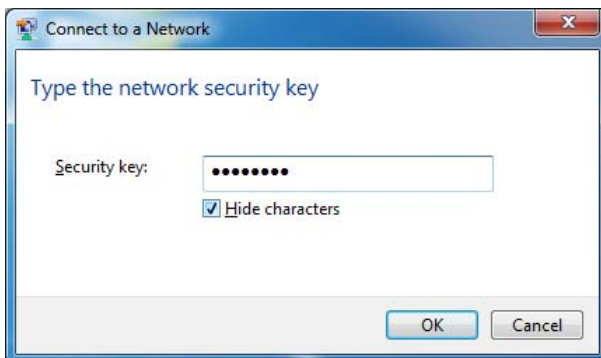 Connect to a Network
Type the network security key
Security key: ••••••••
Hide characters
OK Cancel